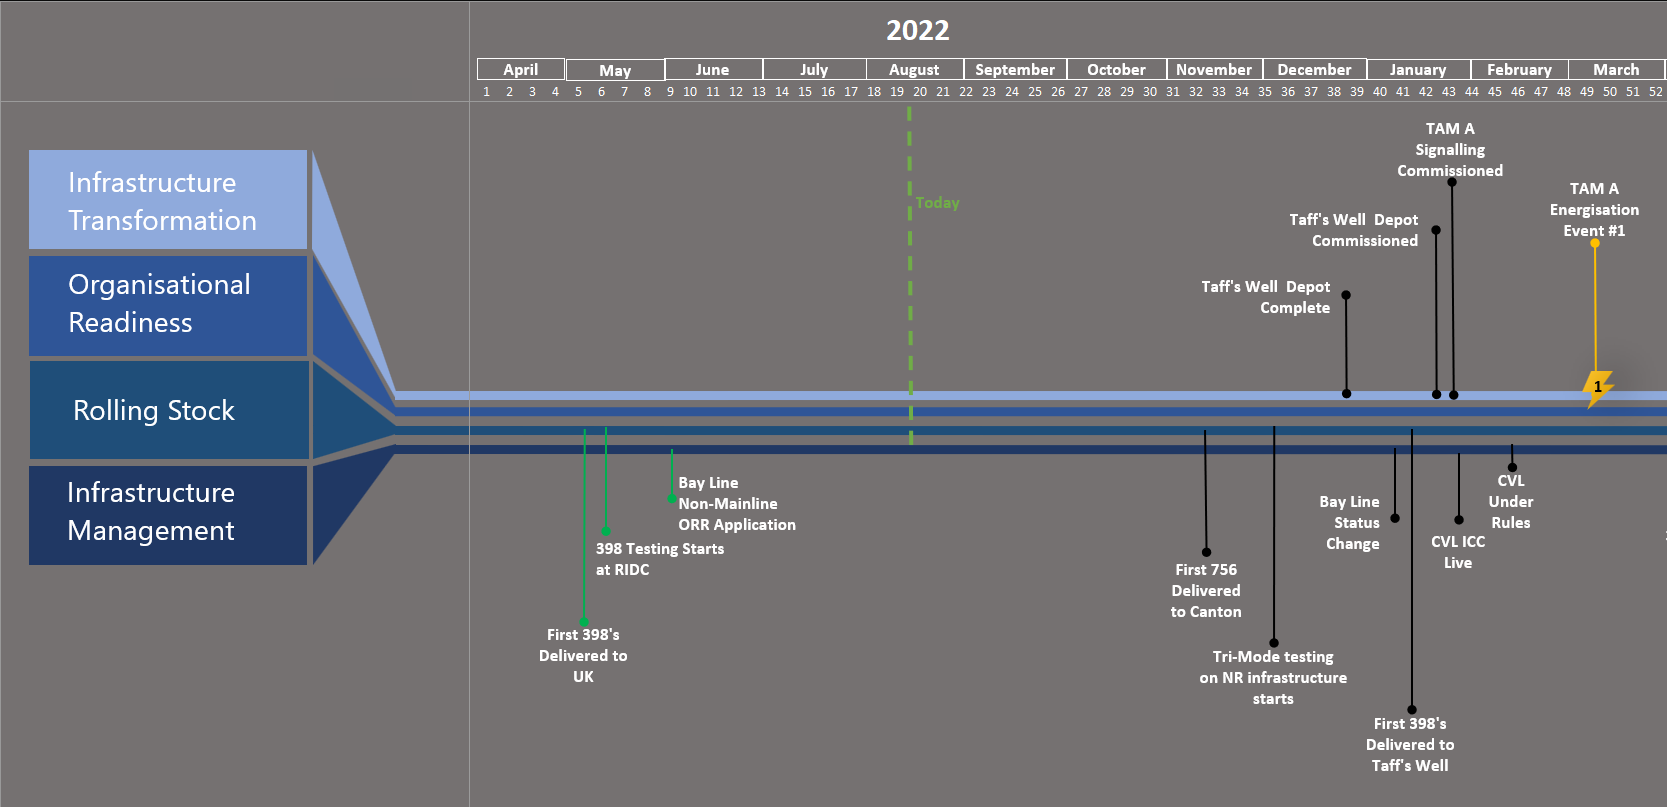 2022
April May June July August September October November December January February March
1 2 3 4 5 6 7 8 9 10 11 12 13 14 15 16 17 18 19 20 21 22 23 24 25 26 27 28 29 30 31 32 33 34 35 36 37 38 39 40 41 42 43 44 45 46 47 48 49 50 51 52
Infrastructure
Transformation
Organisational
Readiness
Rolling Stock
Infrastructure
Management
Today
TAM A
Signalling
Commissioned
TAM A
Energisation
Event #1
Taff's Well Depot
Commissioned
Taff's Well Depot
Complete
1
Bay Line
Non-Mainline
ORR Application
398 Testing Starts
at RIDC
First 398's
Delivered to
UK
First 756
Delivered
to Canton
Tri-Mode testing
on NR infrastructure
starts
Bay Line
Status
Change
First 398's
Delivered to
Taff's Well
CVL ICC
Live
CVL
Under
Rules